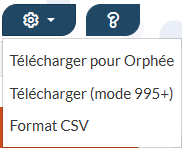 ?
Télécharger pour Orphée
Télécharger (mode 995+)
Format CSV